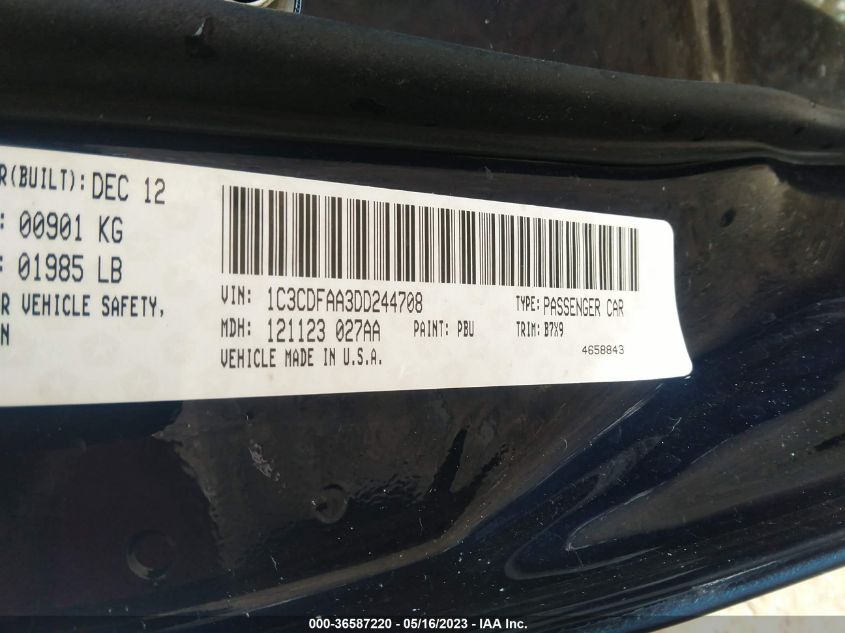 R(BUILT): DEC 12
: 00901 KG
: 01985 LB
R VEHICLE SAFETY,
N
VIN: 1C3CDFAA3DD244708 TYPE: PASSENGER CAR
MDH: 121123 027AA PAINT: PBU TRIM: B7X9
VEHICLE MADE IN U.S.A. 4658843
000-36587220 - 05/16/2023 - IAA Inc.